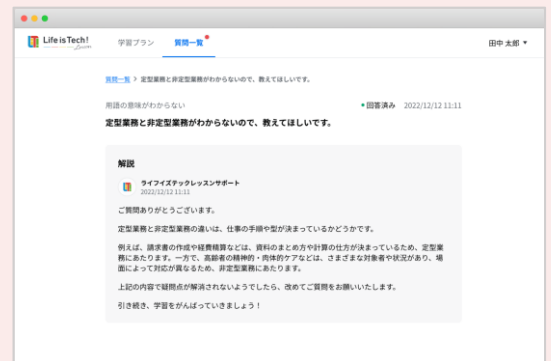 Life is Tech!
Lesson
学習プラン
質問一覧
田中 太郎 ▼
質問一覧 > 定型業務と非定型業務がわからないので、教えてほしいです。
用語の意味がわからない
回答済み 2022/12/12 11:11
定型業務と非定型業務がわからないので、教えてほしいです。
解説
ライフイズテックレッスンサポート
2022/12/12 11:11
ご質問ありがとうございます。
定型業務と非定型業務の違いは、仕事の手順や型が決まっているかどうかです。
例えば、請求書の作成や経費精算などは、資料のまとめ方や計算の仕方が決まっているため、定型業
務にあたります。一方で、高齢者の精神的・肉体的ケアなどは、さまざまな対象者や状況があり、場
面によって対応が異なるため、非定型業務にあたります。
上記の内容で疑問点が解消されないようでしたら、改めてご質問をお願いいたします。
引き続き、学習をがんばっていきましょう！